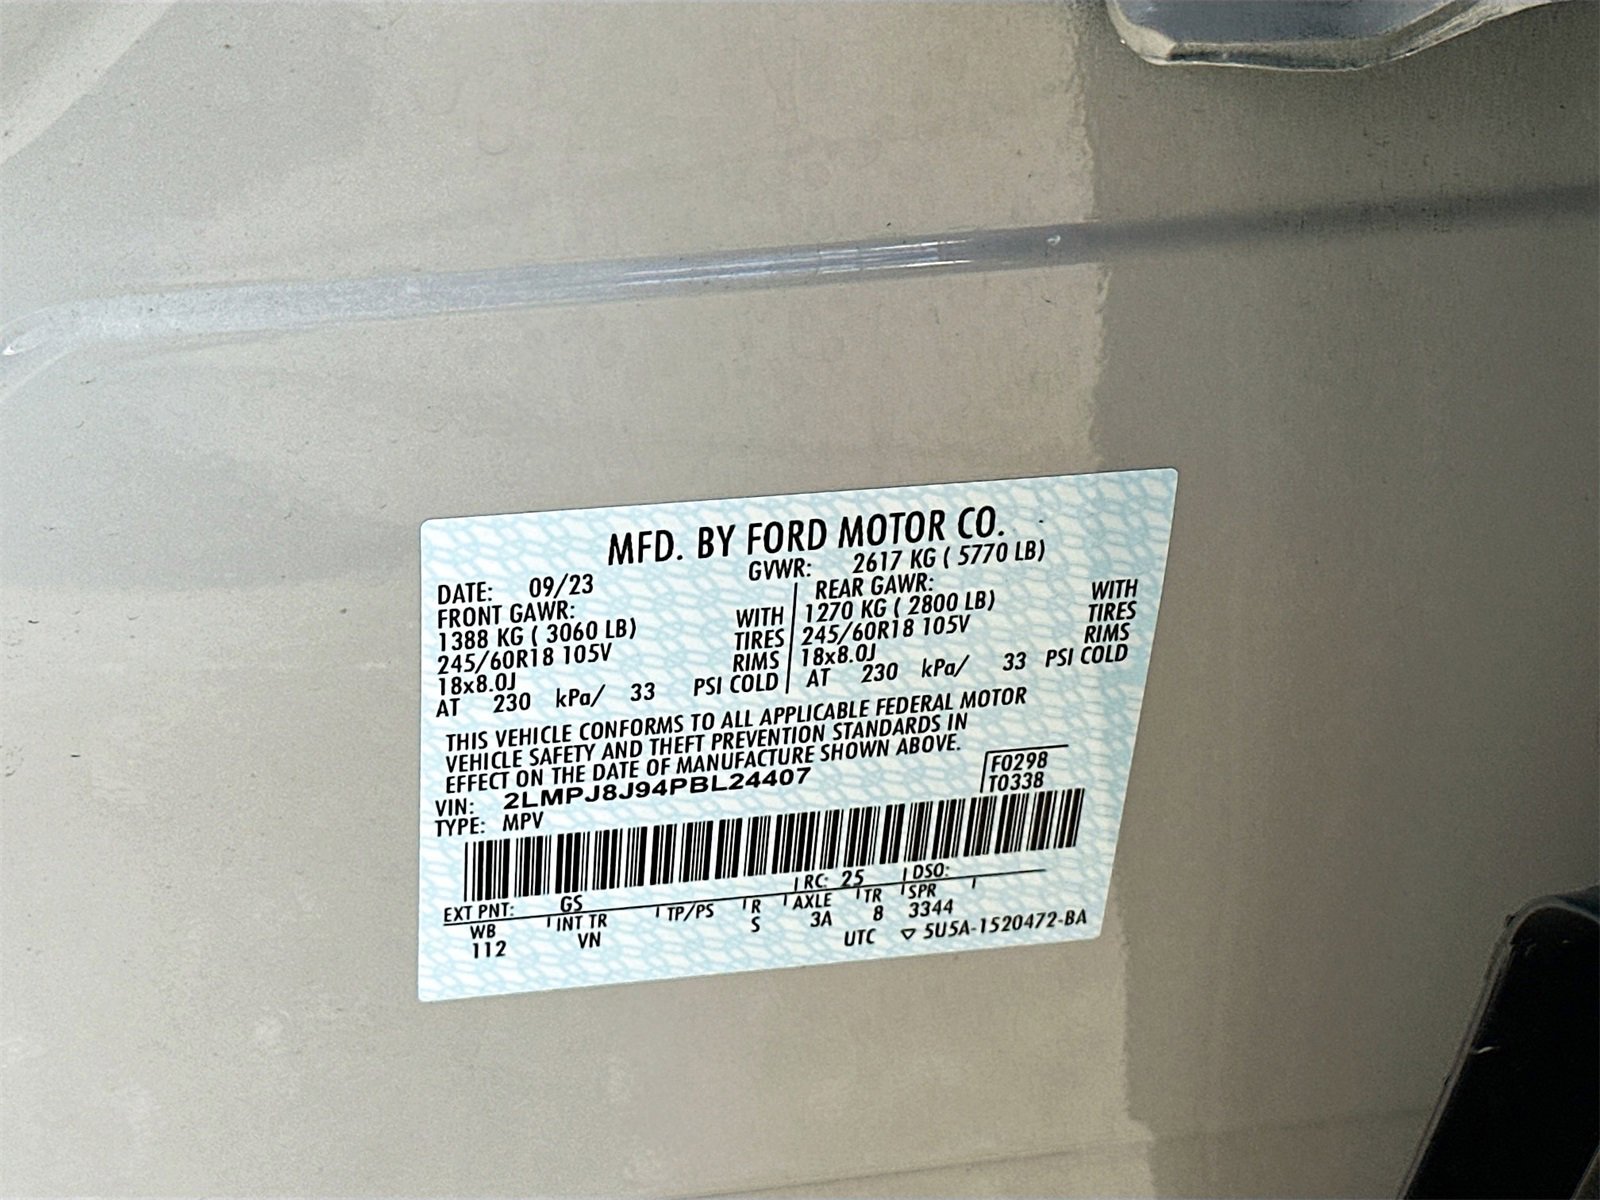 MFD. BY FORD MOTOR CO.
DATE: 09/23 GVWR: 2617 KG ( 5770 LB)
FRONT GAWR: REAR GAWR:
1388 KG ( 3060 LB) WITH 1270 KG ( 2800 LB) WITH
245/60R18 105V TIRES 245/60R18 105V TIRES
18x8.0J RIMS 18x8.0J RIMS
AT 230 kPa/ 33 PSI COLD AT 230 kPa/ 33 PSI COLD
THIS VEHICLE CONFORMS TO ALL APPLICABLE FEDERAL MOTOR
VEHICLE SAFETY AND THEFT PREVENTION STANDARDS IN
EFFECT ON THE DATE OF MANUFACTURE SHOWN ABOVE.
VIN: 2LMPJ8J94PBL24407 F0298
TYPE: MPV T0338
EXT PNT: GS RC: 25 DSO:
WB INT TR TP/PS R AXLE TR SPR
112 VN S 3A 8 3344
UTC ▽ 5U5A-1520472-BA